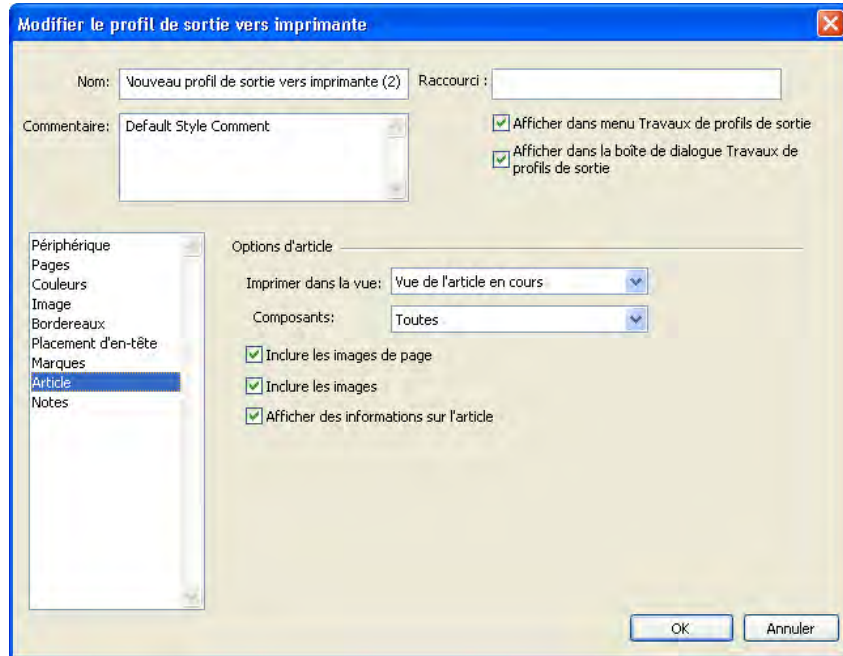 Modifier le profil de sortie vers imprimante
Nom: Nouveau profil de sortie vers imprimante (2) Raccourci :
Commentaire: Default Style Comment
Afficher dans menu Travaux de profils de sortie
Afficher dans la boîte de dialogue Travaux de
profils de sortie
Périphérique
Pages
Couleurs
Image
Bordereaux
Placement d'en-tête
Marques
Article
Notes
Options d'article
Imprimer dans la vue: Vue de l'article en cours
Composants: Toutes
Inclure les images de page
Inclure les images
Afficher des informations sur l'article
OK Annuler